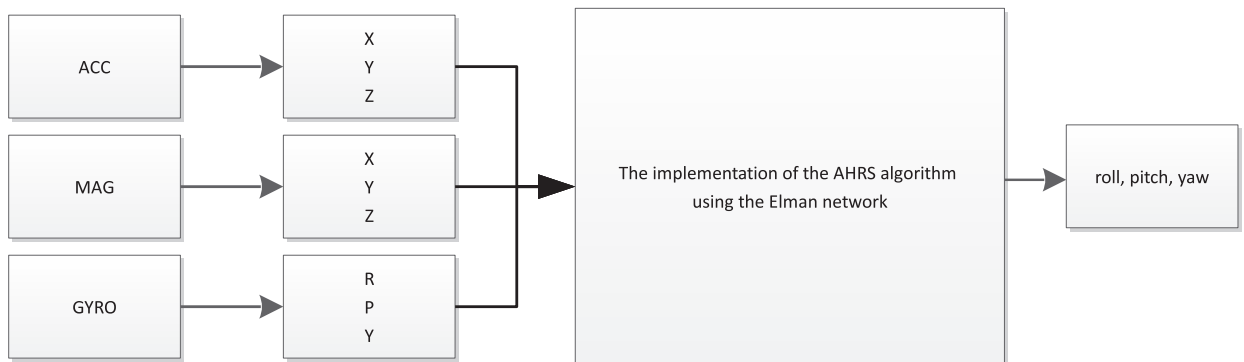 ACC
X
Y
Z
MAG
X
Y
Z
GYRO
R
P
Y
The implementation of the AHRS algorithm
using the Elman network
roll, pitch, yaw